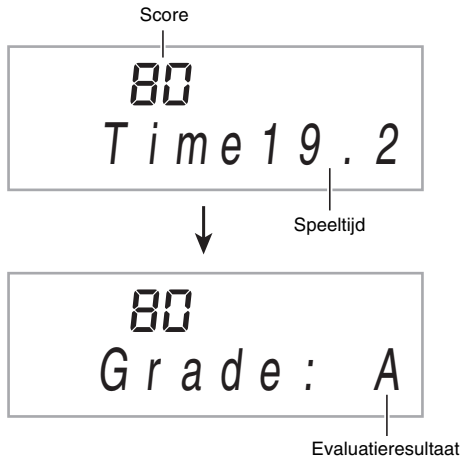 Score
80
Time19.2
Speeltijd
80
Grade: A
Evaluatieresultaat